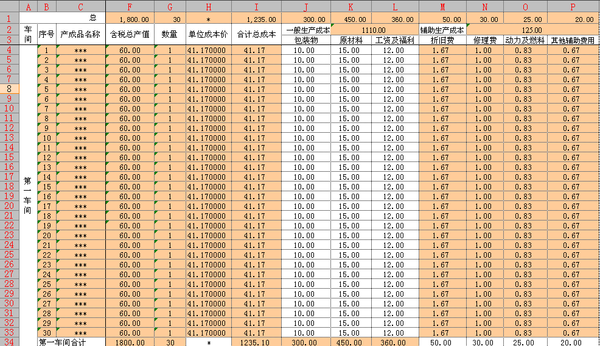 A B C F G H I J K L M N O P
1 总 1,800.00 30 * 1,235.00 300.00 450.00 360.00 50.00 30.00 25.00 20.00
2 车间 序号 产成品名称 含税总产值 数量 单位成本价 合计总成本 一般生产成本 1110.00 辅助生产成本 125.00
3 包装物 原材料 工资及福利 折旧费 修理费 动力及燃料 其他辅助费用
第一车间
4 1 *** 60.00 1 41.170000 41.17 10.00 15.00 12.00 1.67 1.00 0.83 0.67
5 2 *** 60.00 1 41.170000 41.17 10.00 15.00 12.00 1.67 1.00 0.83 0.67
6 3 *** 60.00 1 41.170000 41.17 10.00 15.00 12.00 1.67 1.00 0.83 0.67
7 4 *** 60.00 1 41.170000 41.17 10.00 15.00 12.00 1.67 1.00 0.83 0.67
8 5 *** 60.00 1 41.170000 41.17 10.00 15.00 12.00 1.67 1.00 0.83 0.67
9 6 *** 60.00 1 41.170000 41.17 10.00 15.00 12.00 1.67 1.00 0.83 0.67
10 7 *** 60.00 1 41.170000 41.17 10.00 15.00 12.00 1.67 1.00 0.83 0.67
11 8 *** 60.00 1 41.170000 41.17 10.00 15.00 12.00 1.67 1.00 0.83 0.67
12 9 *** 60.00 1 41.170000 41.17 10.00 15.00 12.00 1.67 1.00 0.83 0.67
13 10 *** 60.00 1 41.170000 41.17 10.00 15.00 12.00 1.67 1.00 0.83 0.67
14 11 *** 60.00 1 41.170000 41.17 10.00 15.00 12.00 1.67 1.00 0.83 0.67
15 12 *** 60.00 1 41.170000 41.17 10.00 15.00 12.00 1.67 1.00 0.83 0.67
16 13 *** 60.00 1 41.170000 41.17 10.00 15.00 12.00 1.67 1.00 0.83 0.67
17 14 *** 60.00 1 41.170000 41.17 10.00 15.00 12.00 1.67 1.00 0.83 0.67
18 15 *** 60.00 1 41.170000 41.17 10.00 15.00 12.00 1.67 1.00 0.83 0.67
19 16 *** 60.00 1 41.170000 41.17 10.00 15.00 12.00 1.67 1.00 0.83 0.67
20 17 *** 60.00 1 41.170000 41.17 10.00 15.00 12.00 1.67 1.00 0.83 0.67
21 18 *** 60.00 1 41.170000 41.17 10.00 15.00 12.00 1.67 1.00 0.83 0.67
22 19 *** 60.00 1 41.170000 41.17 10.00 15.00 12.00 1.67 1.00 0.83 0.67
23 20 *** 60.00 1 41.170000 41.17 10.00 15.00 12.00 1.67 1.00 0.83 0.67
24 21 *** 60.00 1 41.170000 41.17 10.00 15.00 12.00 1.67 1.00 0.83 0.67
25 22 *** 60.00 1 41.170000 41.17 10.00 15.00 12.00 1.67 1.00 0.83 0.67
26 23 *** 60.00 1 41.170000 41.17 10.00 15.00 12.00 1.67 1.00 0.83 0.67
27 24 *** 60.00 1 41.170000 41.17 10.00 15.00 12.00 1.67 1.00 0.83 0.67
28 25 *** 60.00 1 41.170000 41.17 10.00 15.00 12.00 1.67 1.00 0.83 0.67
29 26 *** 60.00 1 41.170000 41.17 10.00 15.00 12.00 1.67 1.00 0.83 0.67
30 27 *** 60.00 1 41.170000 41.17 10.00 15.00 12.00 1.67 1.00 0.83 0.67
31 28 *** 60.00 1 41.170000 41.17 10.00 15.00 12.00 1.67 1.00 0.83 0.67
32 29 *** 60.00 1 41.170000 41.17 10.00 15.00 12.00 1.67 1.00 0.83 0.67
33 30 *** 60.00 1 41.170000 41.17 10.00 15.00 12.00 1.67 1.00 0.83 0.67
34 第一车间合计 1800.00 30 * 1235.10 300.00 450.00 360.00 50.00 30.00 25.00 20.00